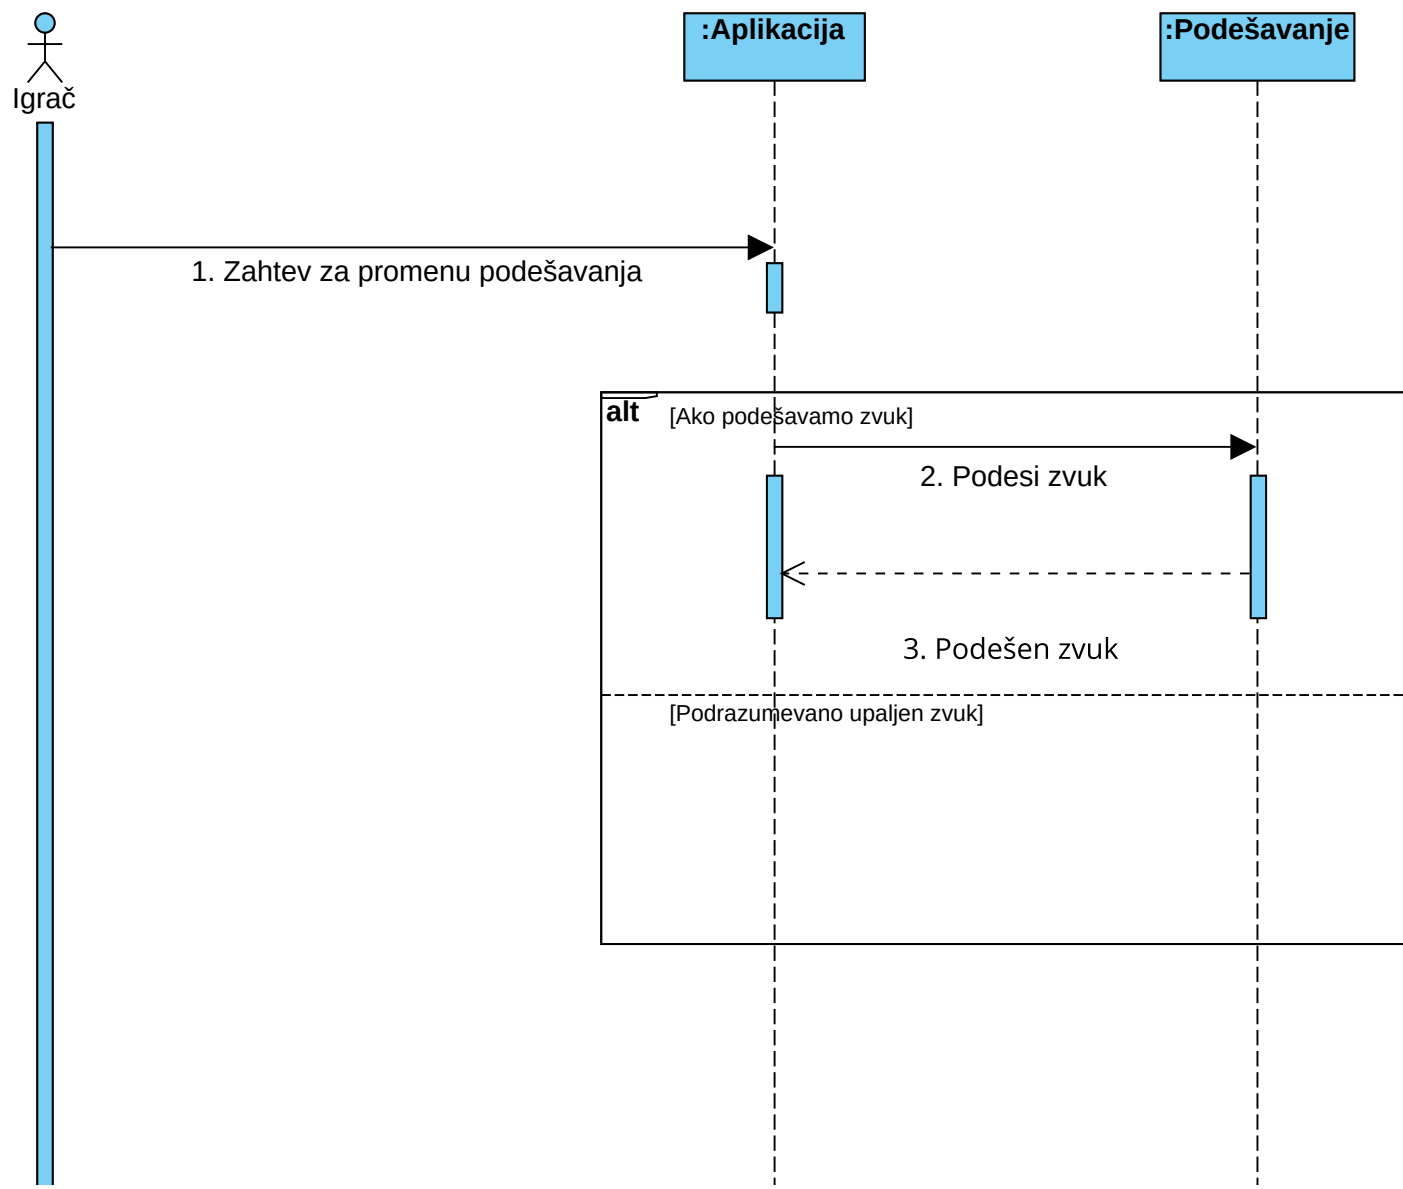 Igrač
:Aplikacija
:Podešavanje
1. Zahtev za promenu podešavanja
alt
[Ako podešavamo zvuk]
2. Podesi zvuk
3. Podešen zvuk
[Podrazumevano upaljen zvuk]